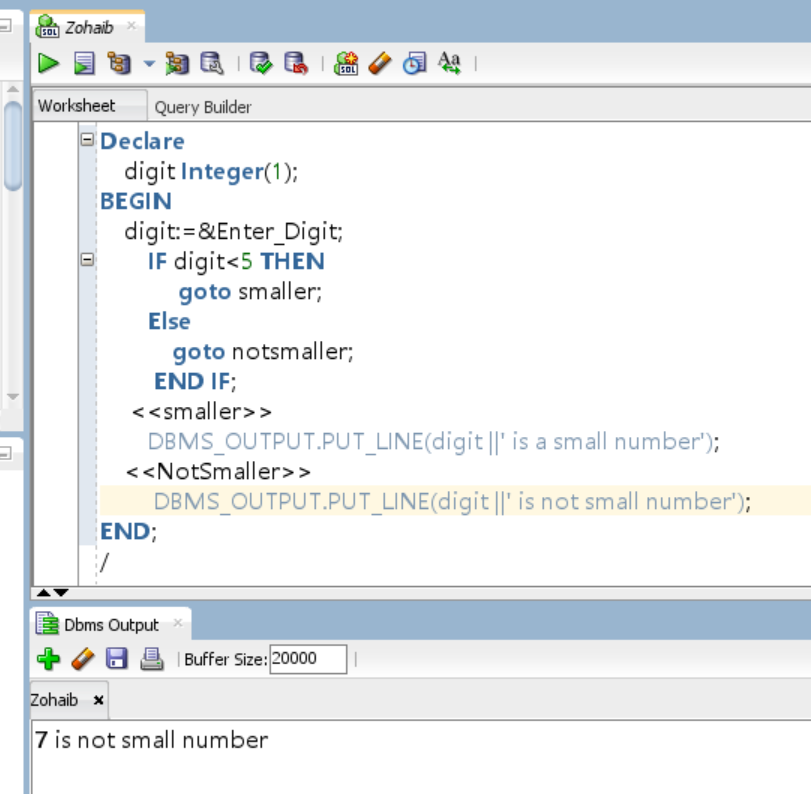 Zohaib
Worksheet Query Builder
Declare
digit Integer(1);
BEGIN
digit:=&Enter_Digit;
IF digit<5 THEN
goto smaller;
Else
goto notsmaller;
END IF;
<<smaller>>
DBMS_OUTPUT.PUT_LINE(digit||' is a small number');
<<NotSmaller>>
DBMS_OUTPUT.PUT_LINE(digit||' is not small number');
END;
/
Dbms Output
Buffer Size: 20000
Zohaib
7 is not small number